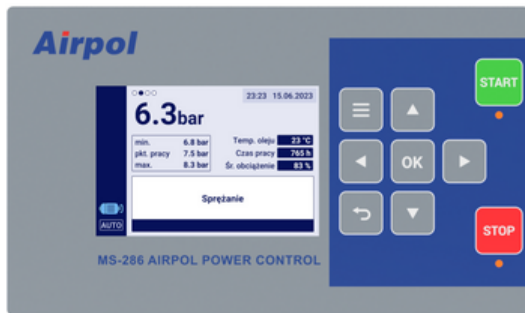 Airpol
23:23 15.06.2023
6.3bar
min. 6.8 bar
pkt. pracy 7.5 bar
max. 8.3 bar
Temp. oleju 23 °C
Czas pracy 765 h
Śr. obciążenie 83 %
Sprężanie
AUTO
MS-286 AIRPOL POWER CONTROL
START
OK
STOP